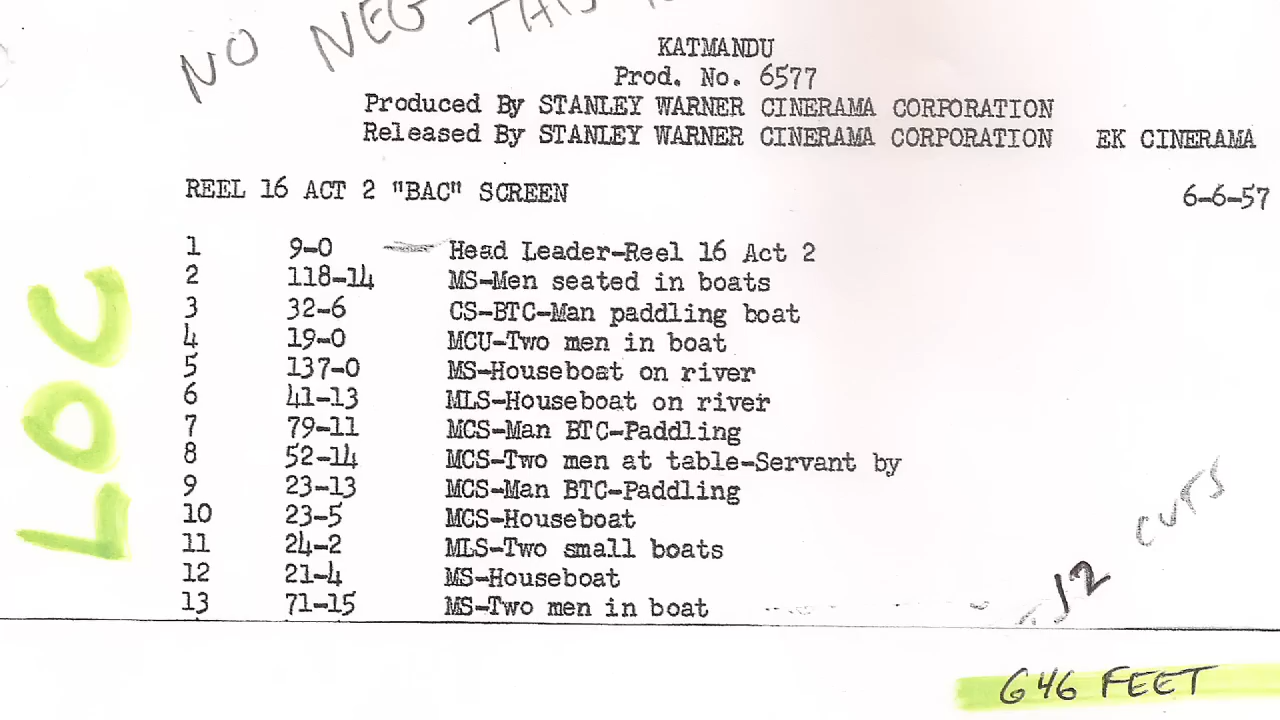 NO NEG THIS
KATMANDU
Prod. No. 6577
Produced By STANLEY WARNER CINERAMA CORPORATION
Released By STANLEY WARNER CINERAMA CORPORATION EK CINERAMA
REEL 16 ACT 2 "BAC" SCREEN 6-6-57
1 9-0 Head Leader-Reel 16 Act 2
2 118-14 MS-Men seated in boats
3 32-6 CS-BTC-Man paddling boat
4 19-0 MCU-Two men in boat
5 137-0 MS-Houseboat on river
6 41-13 MLS-Houseboat on river
7 79-11 MCS-Man BTC-Paddling
8 52-14 MCS-Two men at table-Servant by
9 23-13 MCS-Man BTC-Paddling
10 23-5 MCS-Houseboat
11 24-2 MLS-Two small boats
12 21-4 MS-Houseboat
13 71-15 MS-Two men in boat
LOC
12 CUTS
646 FEET